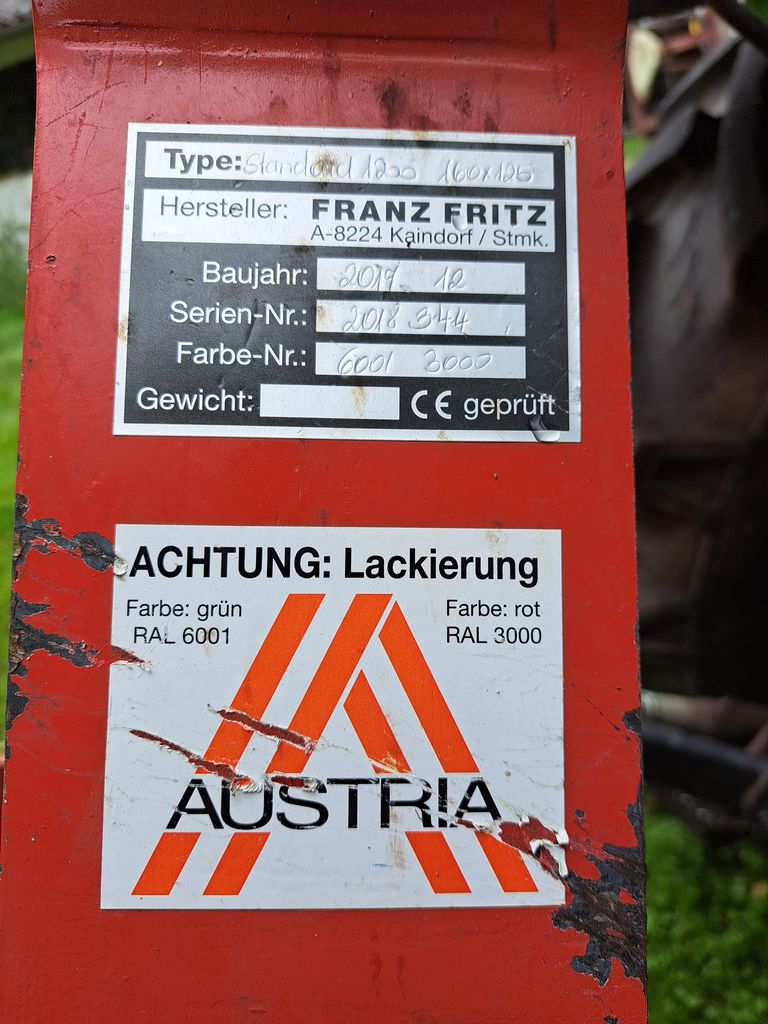 Type: Standard 1200 160x125
Hersteller: FRANZ FRITZ
A-8224 Kaindorf / Stmk.
Baujahr: 2017 12
Serien-Nr.: 2018 344
Farbe-Nr.: 6001 3000
Gewicht: CE geprüft
ACHTUNG: Lackierung
Farbe: grün Farbe: rot
RAL 6001 RAL 3000
AUSTRIA